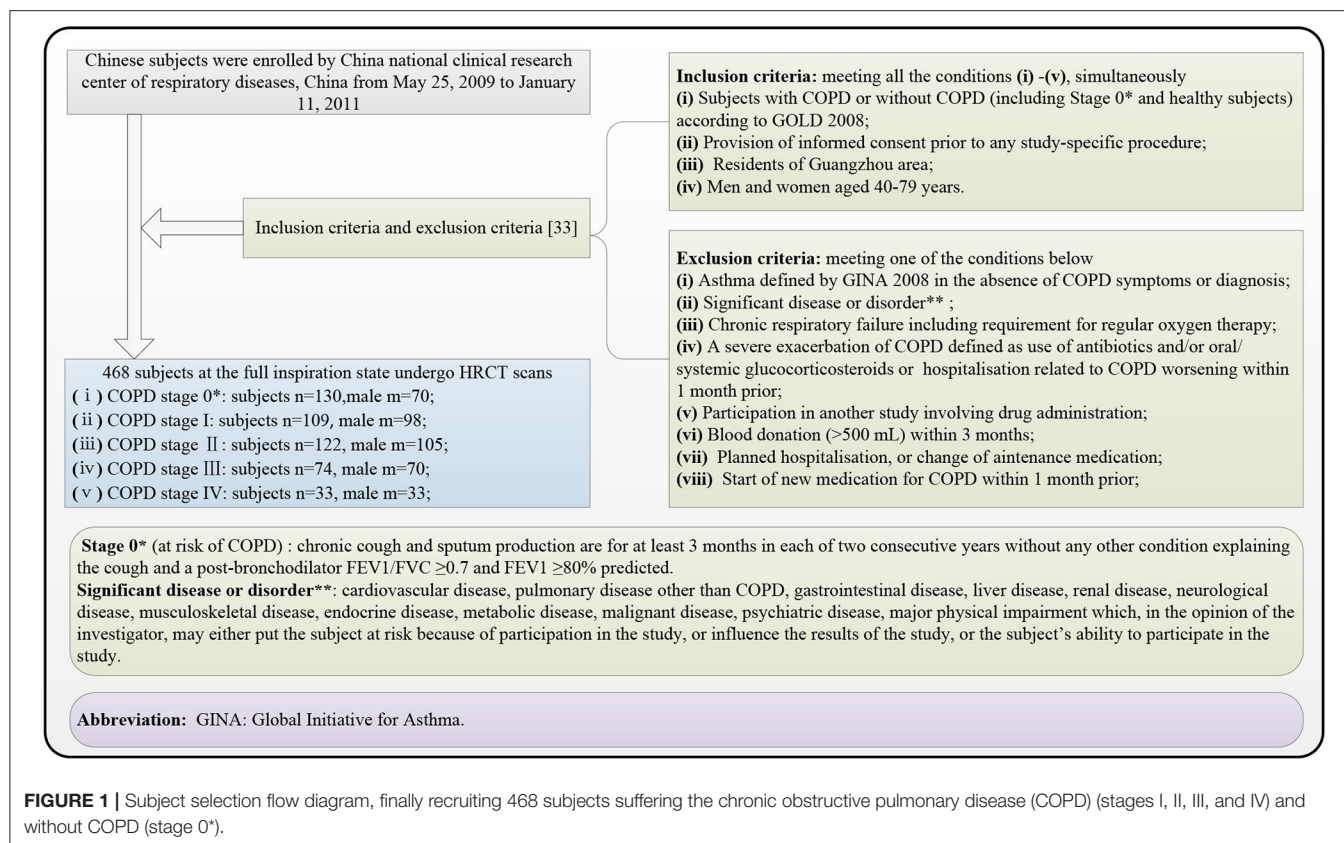 Chinese subjects were enrolled by China national clinical research
center of respiratory diseases, China from May 25, 2009 to January
11, 2011
Inclusion criteria and exclusion criteria [33]
Inclusion criteria: meeting all the conditions (i) -(v), simultaneously
(i) Subjects with COPD or without COPD (including Stage 0* and healthy subjects)
according to GOLD 2008;
(ii) Provision of informed consent prior to any study-specific procedure;
(iii) Residents of Guangzhou area;
(iv) Men and women aged 40-79 years.
Exclusion criteria: meeting one of the conditions below
(i) Asthma defined by GINA 2008 in the absence of COPD symptoms or diagnosis;
(ii) Significant disease or disorder** ;
(iii) Chronic respiratory failure including requirement for regular oxygen therapy;
(iv) A severe exacerbation of COPD defined as use of antibiotics and/or oral/
systemic glucocorticosteroids or hospitalisation related to COPD worsening within
1 month prior;
(v) Participation in another study involving drug administration;
(vi) Blood donation (>500 mL) within 3 months;
(vii) Planned hospitalisation, or change of aintenance medication;
(viii) Start of new medication for COPD within 1 month prior;
468 subjects at the full inspiration state undergo HRCT scans
(ⅰ) COPD stage 0*: subjects n=130,male m=70;
(ⅱ) COPD stage I: subjects n=109, male m=98;
(ⅲ) COPD stage Ⅱ: subjects n=122, male m=105;
(ⅳ) COPD stage III: subjects n=74, male m=70;
(ⅴ) COPD stage IV: subjects n=33, male m=33;
Stage 0* (at risk of COPD) : chronic cough and sputum production are for at least 3 months in each of two consecutive years without any other condition explaining
the cough and a post-bronchodilator FEV1/FVC ≥0.7 and FEV1 ≥80% predicted.
Significant disease or disorder**: cardiovascular disease, pulmonary disease other than COPD, gastrointestinal disease, liver disease, renal disease, neurological
disease, musculoskeletal disease, endocrine disease, metabolic disease, malignant disease, psychiatric disease, major physical impairment which, in the opinion of the
investigator, may either put the subject at risk because of participation in the study, or influence the results of the study, or the subject's ability to participate in the
study.
Abbreviation: GINA: Global Initiative for Asthma.
FIGURE 1 | Subject selection flow diagram, finally recruiting 468 subjects suffering the chronic obstructive pulmonary disease (COPD) (stages I, II, III, and IV) and
without COPD (stage 0*).